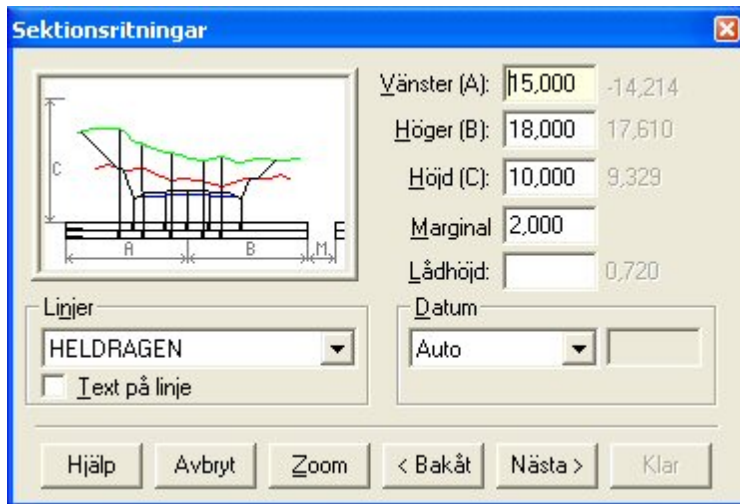 Sektionsritningar
C
A
B
M
Vänster (A): 15,000 -14,214
Höger (B): 18,000 17,610
Höjd (C): 10,000 9,329
Marginal 2,000
Lådhöjd: 0,720
Linjer
HELDRAGEN
Text på linje
Datum
Auto
Hjälp Avbryt Zoom < Bakåt Nästa > Klar